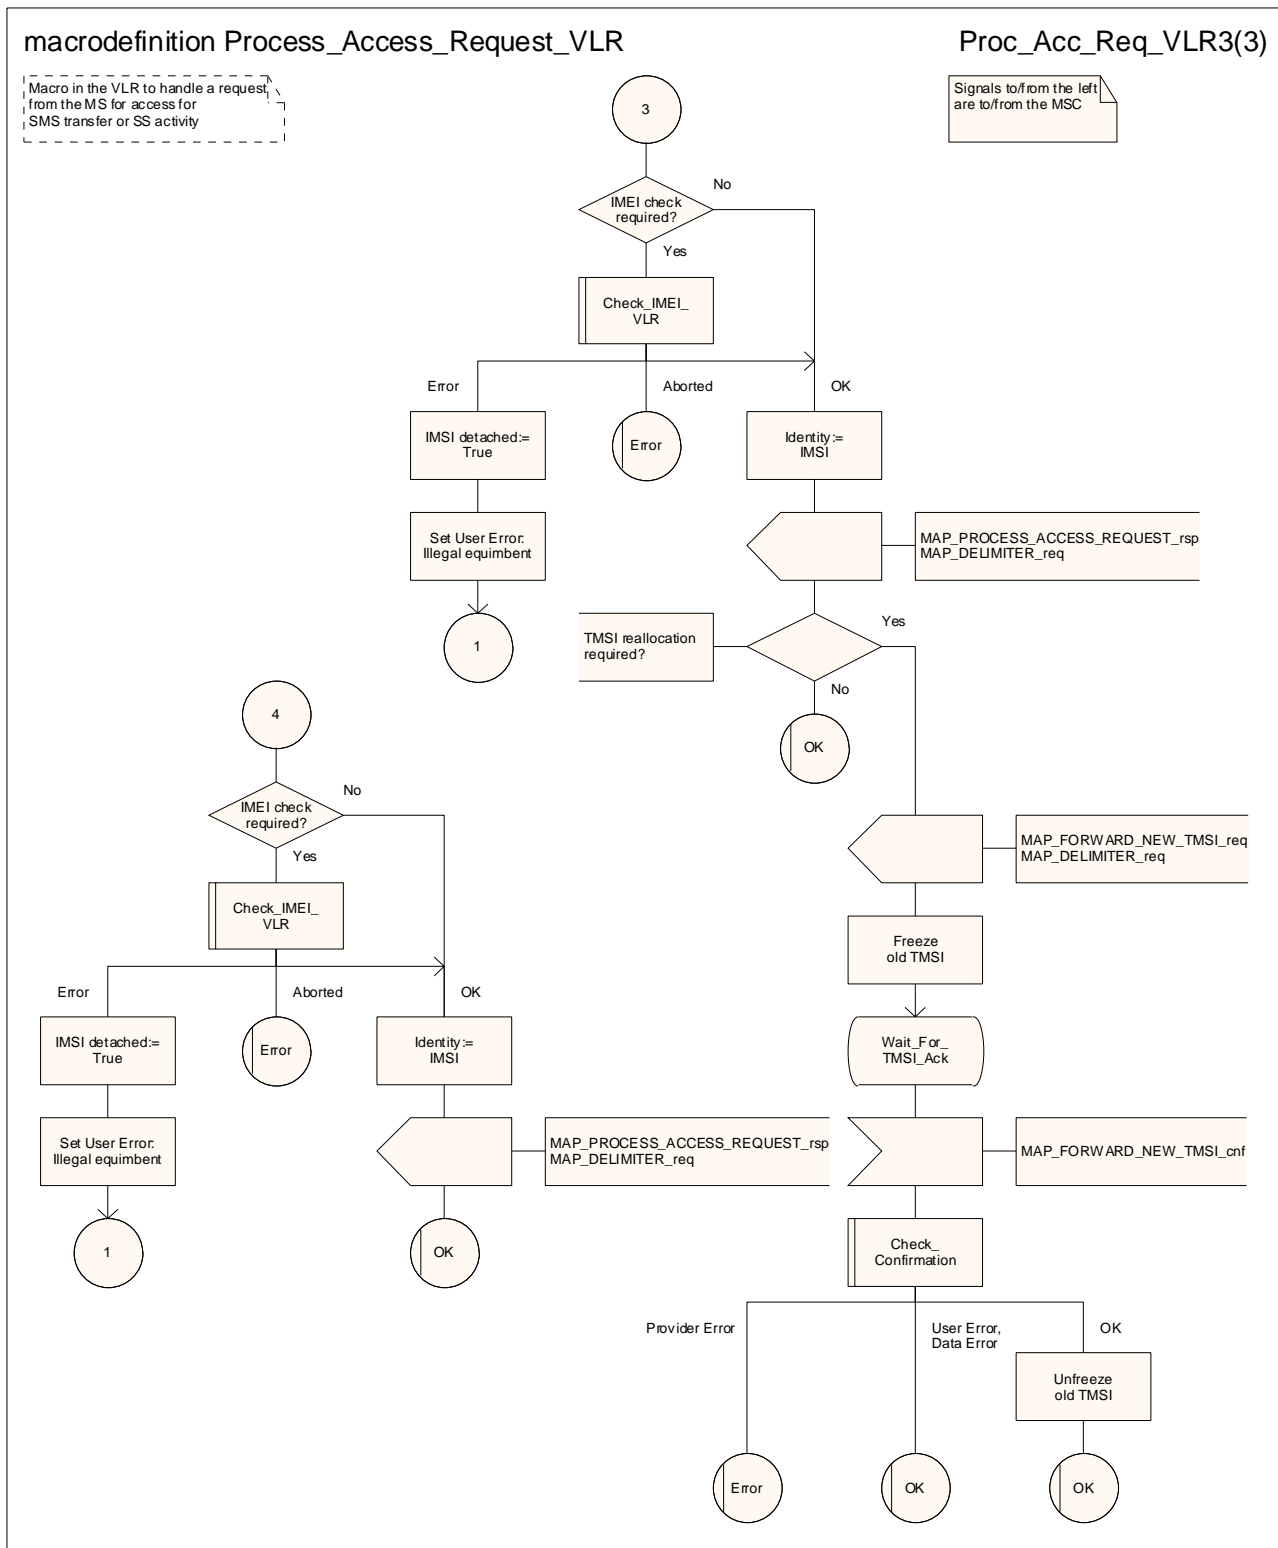 macrodefinition Process_Access_Request_VLR
Proc_Acc_Req_VLR3(3)
Macro in the VLR to handle a request
from the MS for access for
SMS transfer or SS activity
Signals to/from the left
are to/from the MSC
3
IMEI check
required?
No
Yes
Check_IMEI_
VLR
Error
Aborted
OK
IMSI detached:=
True
Error
Identity:=
IMSI
Set User Error:
Illegal equimbent
MAP_PROCESS_ACCESS_REQUEST_rsp
MAP_DELIMITER_req
1
TMSI reallocation
required?
Yes
No
OK
4
IMEI check
required?
No
Yes
Check_IMEI_
VLR
Error
Aborted
OK
IMSI detached:=
True
Error
Identity:=
IMSI
Set User Error:
Illegal equimbent
MAP_PROCESS_ACCESS_REQUEST_rsp
MAP_DELIMITER_req
1
OK
MAP_FORWARD_NEW_TMSI_req
MAP_DELIMITER_req
Freeze
old TMSI
Wait_For_
TMSI_Ack
MAP_FORWARD_NEW_TMSI_cnf
Check_
Confirmation
Provider Error
User Error,
Data Error
OK
Unfreeze
old TMSI
Error
OK
OK